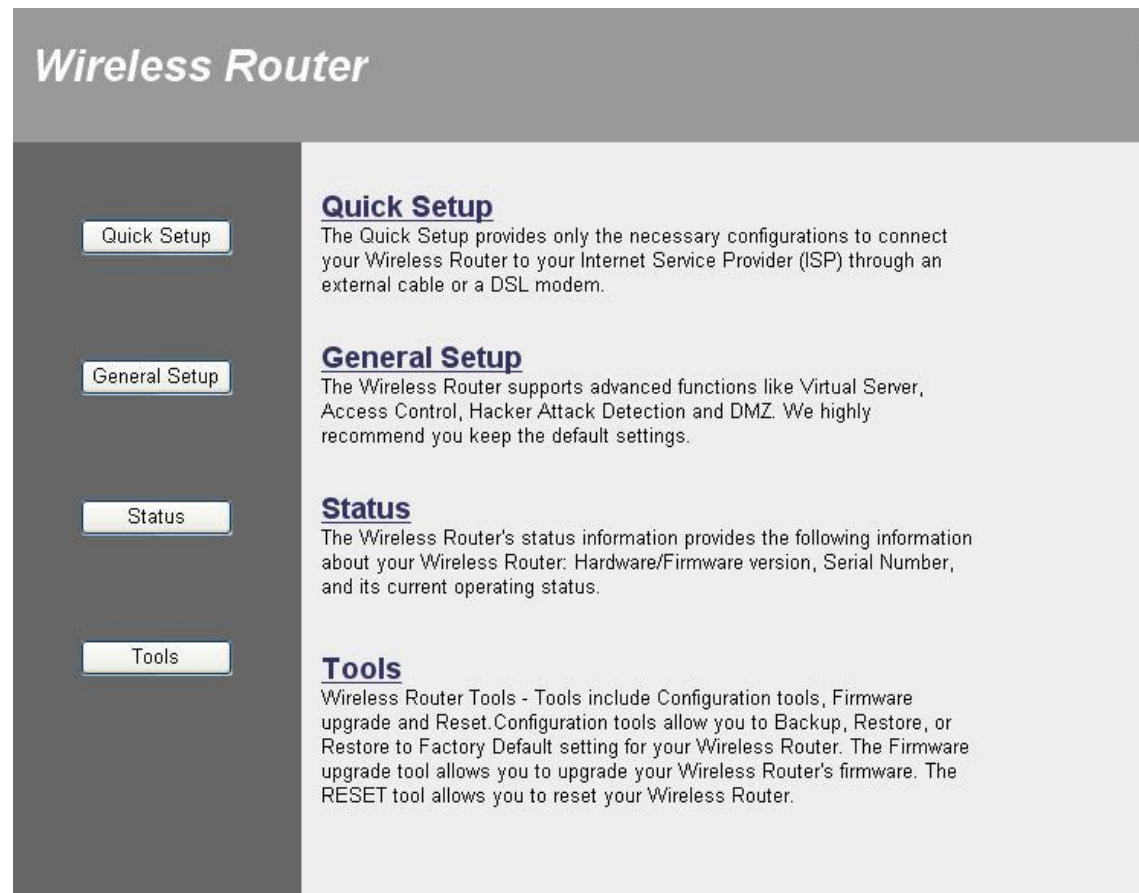 Wireless Router
Quick Setup
General Setup
Status
Tools
Quick Setup
The Quick Setup provides only the necessary configurations to connect
your Wireless Router to your Internet Service Provider (ISP) through an
external cable or a DSL modem.
General Setup
The Wireless Router supports advanced functions like Virtual Server,
Access Control, Hacker Attack Detection and DMZ. We highly
recommend you keep the default settings.
Status
The Wireless Router's status information provides the following information
about your Wireless Router: Hardware/Firmware version, Serial Number,
and its current operating status.
Tools
Wireless Router Tools - Tools include Configuration tools, Firmware
upgrade and Reset.Configuration tools allow you to Backup, Restore, or
Restore to Factory Default setting for your Wireless Router. The Firmware
upgrade tool allows you to upgrade your Wireless Router's firmware. The
RESET tool allows you to reset your Wireless Router.